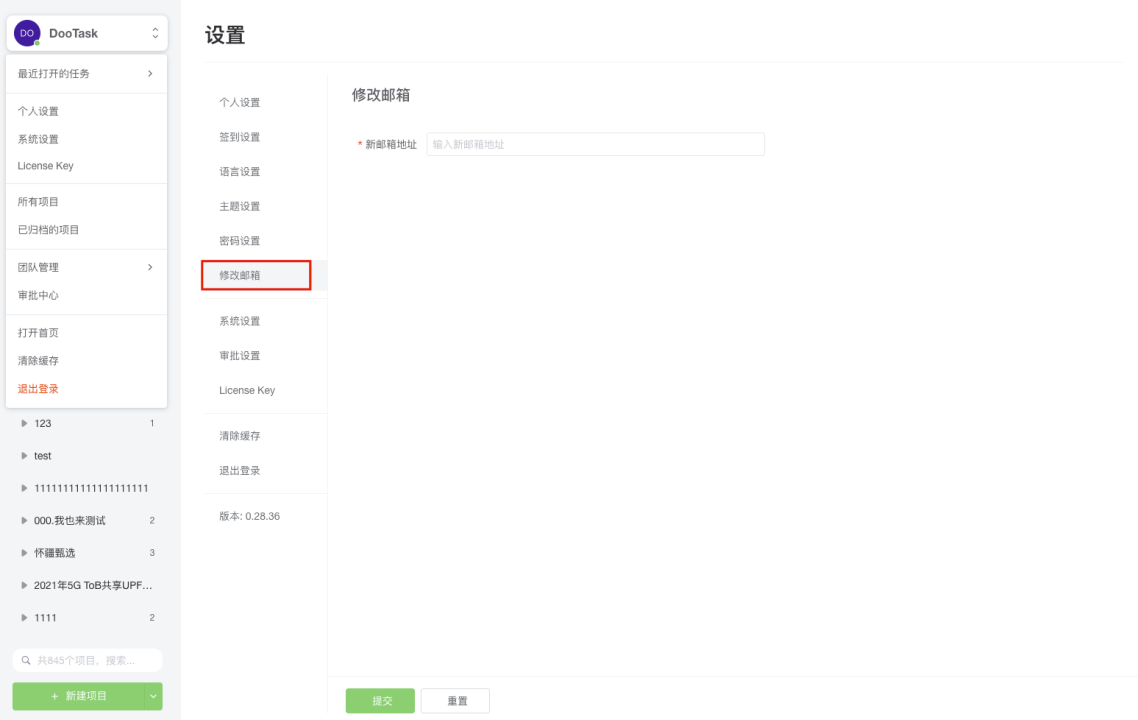 DO DooTask
最近打开的任务
个人设置
系统设置
License Key
所有项目
已归档的项目
团队管理
审批中心
打开首页
清除缓存
退出登录
123 1
test
11111111111111111111
000.我也来测试 2
怀疆甄选 3
2021年5G ToB共享UPF...
1111 2
共845个项目，搜索...
+ 新建项目
设置
个人设置
签到设置
语言设置
主题设置
密码设置
修改邮箱
系统设置
审批设置
License Key
清除缓存
退出登录
版本: 0.28.36
修改邮箱
* 新邮箱地址 输入新邮箱地址
提交 重置